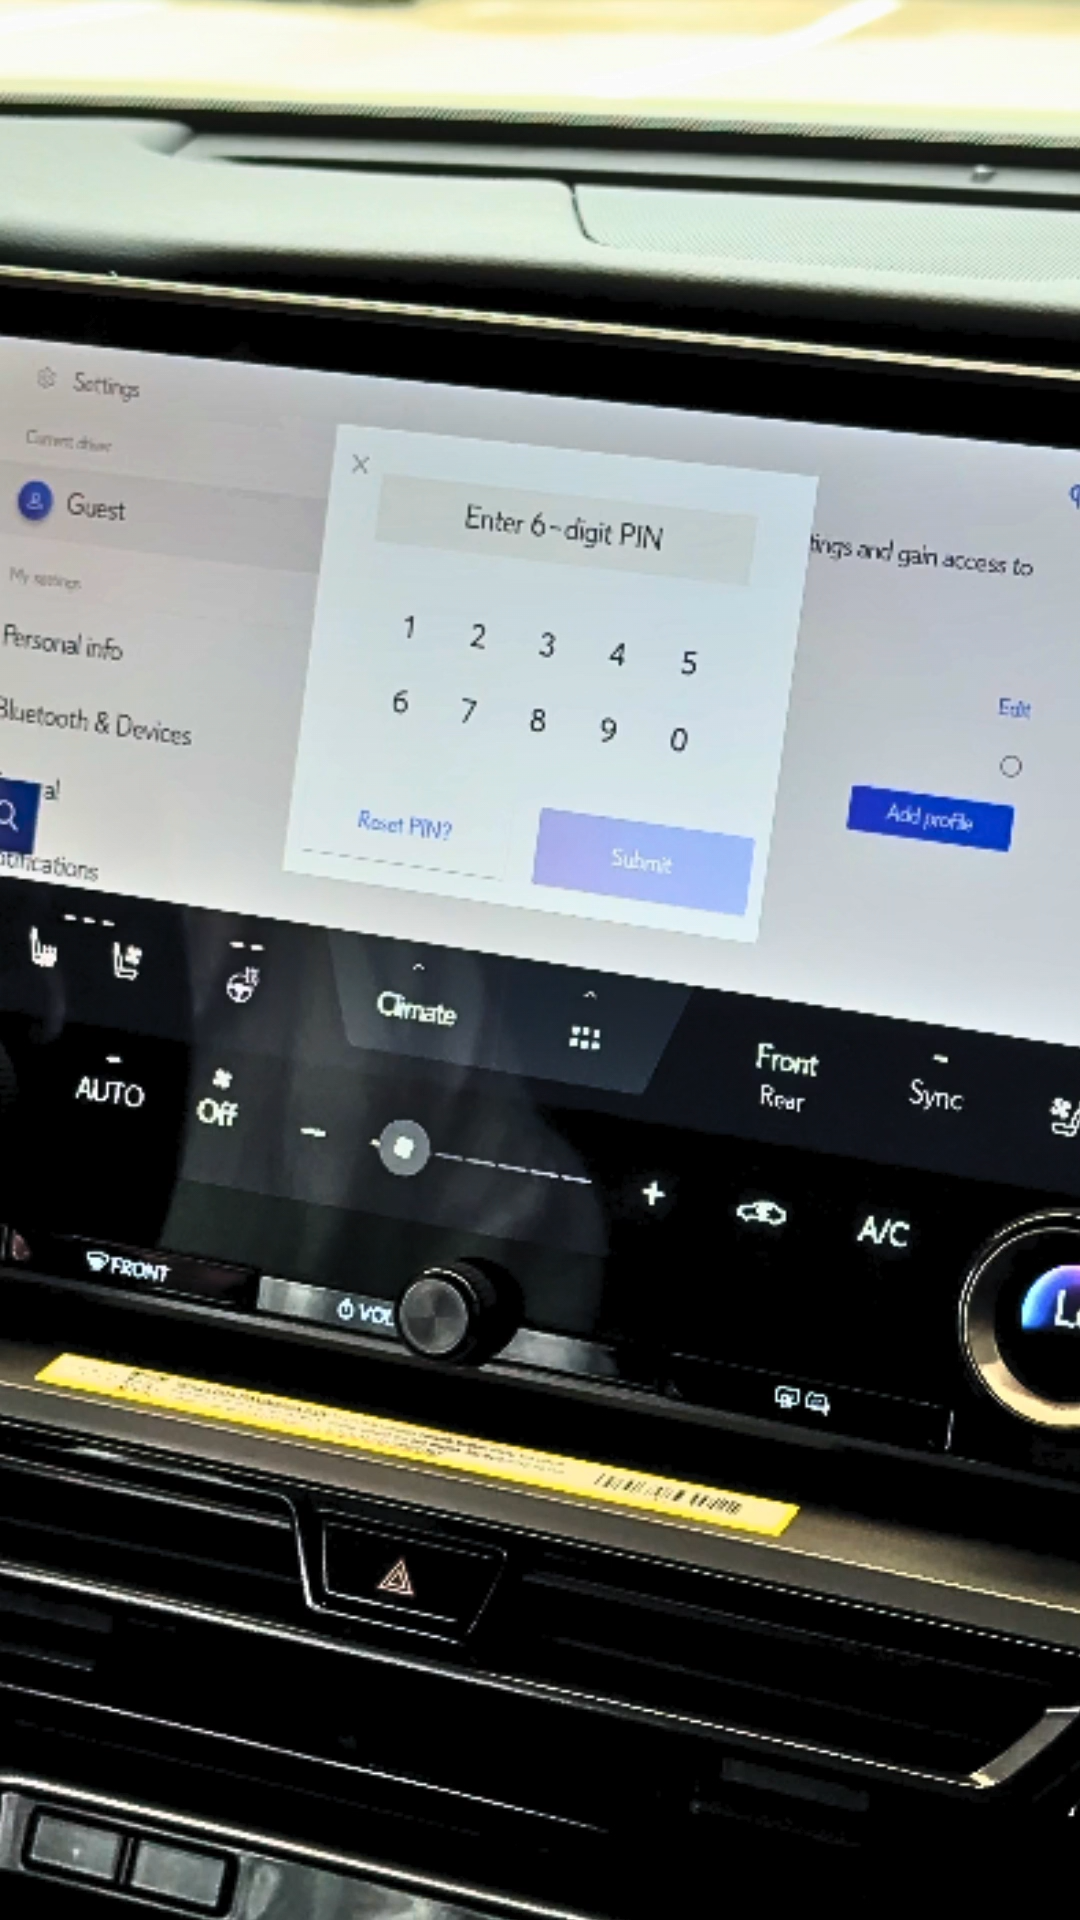 Settings
Current driver
Guest
My settings
Personal info
Bluetooth & Devices
al
otifications
Enter 6-digit PIN
1 2 3 4 5
6 7 8 9 0
Reset PIN?
Submit
tings and gain access to
Edit
Add profile
Climate
Front
Rear
Sync
AUTO
Off
A/C
FRONT
VOL